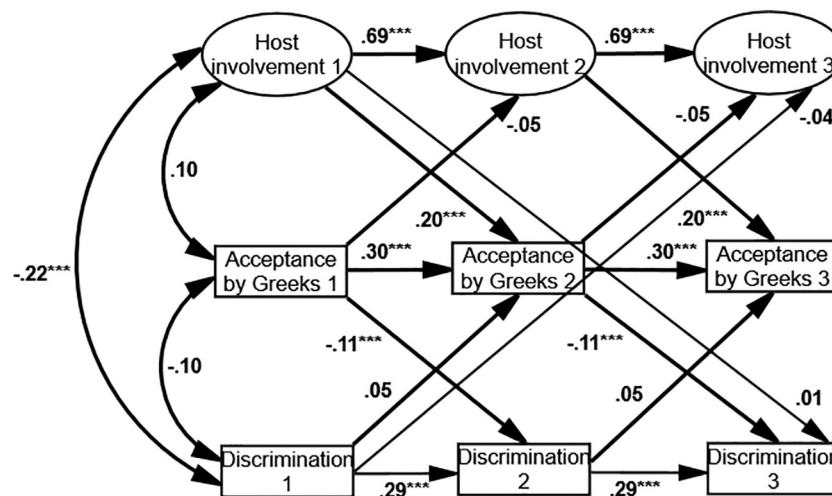 Host
involvement 1
.69***
Host
involvement 2
.69***
Host
involvement 3
-.05
-.05
-.04
.10
.20***
.20***
Acceptance
by Greeks 1
.30***
Acceptance
by Greeks 2
.30***
Acceptance
by Greeks 3
-.22***
-.11***
-.11***
-.10
.05
.05
.01
Discrimination
1
.29***
Discrimination
2
.29***
Discrimination
3